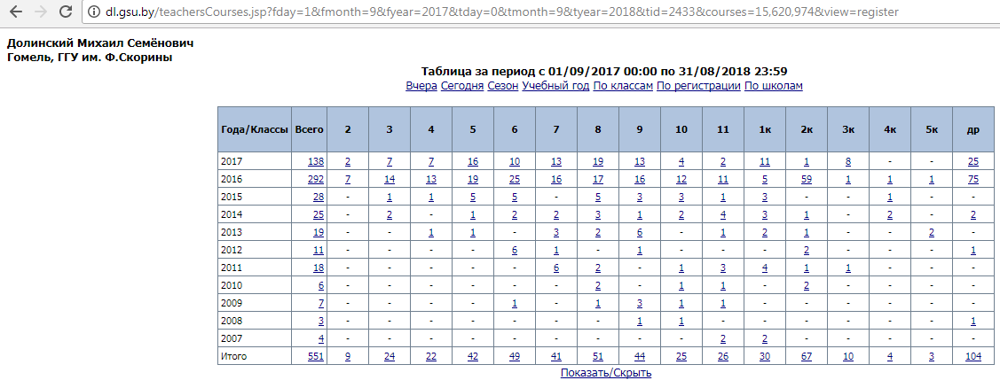 dl.gsu.by/teachersCourses.jsp?fday=1&fmonth=9&fyear=2017&tday=0&tmonth=9&tyear=2018&tid=2433&courses=15,620,974&view=register
Долинский Михаил Семёнович
Гомель, ГГУ им. Ф.Скорины
Таблица за период с 01/09/2017 00:00 по 31/08/2018 23:59
Вчера Сегодня Сезон Учебный год По классам По регистрации По школам
Года/Классы Всего 2 3 4 5 6 7 8 9 10 11 1к 2к 3к 4к 5к др
2017 138 2 7 7 16 10 13 19 13 4 2 11 1 8 - - 25
2016 292 7 14 13 19 25 16 17 16 12 11 5 59 1 1 1 75
2015 28 - 1 1 5 5 - 5 3 3 1 3 - - 1 - -
2014 25 - 2 - 1 2 2 3 1 2 4 3 1 - 2 - 2
2013 19 - - 1 1 - 3 2 6 - 1 2 1 - - 2 -
2012 11 - - - - 6 1 - 1 - - - 2 - - - 1
2011 18 - - - - - 6 2 - 1 3 4 1 1 - - -
2010 6 - - - - - - 2 - 1 1 - 2 - - - -
2009 7 - - - - 1 - 1 3 1 1 - - - - - -
2008 3 - - - - - - - 1 1 - - - - - - 1
2007 4 - - - - - - - - - 2 2 - - - - -
Итого 551 9 24 22 42 49 41 51 44 25 26 30 67 10 4 3 104
Показать/Скрыть